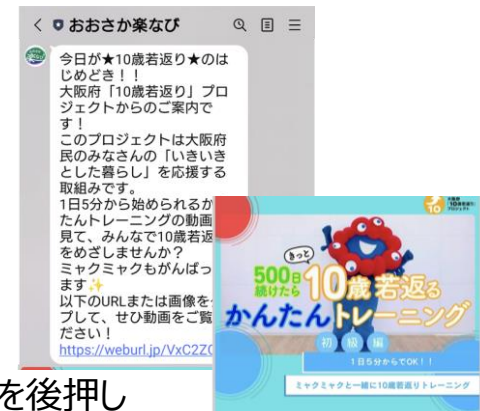 おおさか楽なび
今日が★10歳若返り★のは
じめどき！！
大阪府「10歳若返り」プロ
ジェクトからのご案内で
す！
このプロジェクトは大阪府
民のみなさんの「いきいき
とした暮らし」を応援する
取組みです。
1日5分から始められるか
たんトレーニングの動画
見て、みんなで10歳若返
をめざしませんか？
ミャクミャクもがんばっ
ます✨
以下のURLまたは画像を
プして、ぜひ動画をご覧
ださい！
https://weburl.jp/VxC2Z
10
大阪府
「10歳若返り」
プロジェクト
きっと
500日
続けたら
10歳若返る
かんたんトレーニング
初級編
1日5分からでOK！！
ミャクミャクと一緒に10歳若返りトレーニング
を後押し